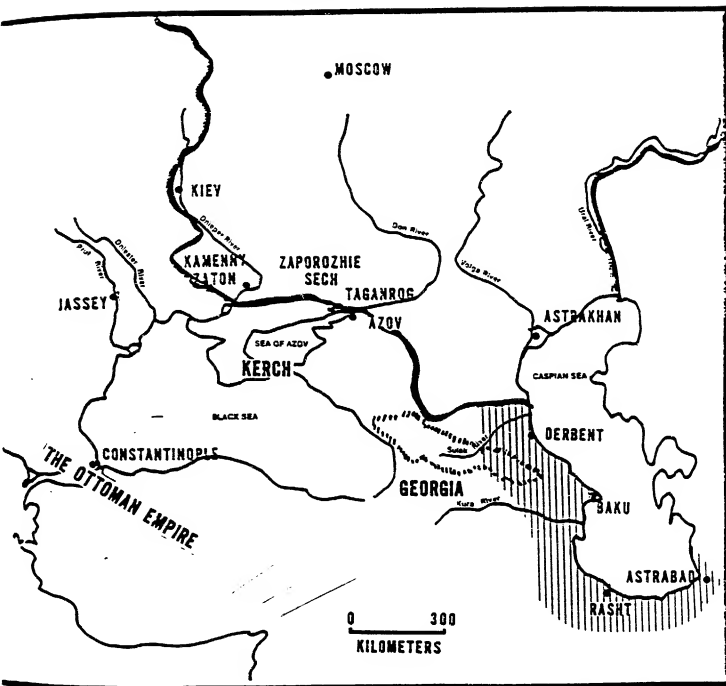 MOSCOW
KIEV
Dnieper River
Don River
Ural River
Volga River
Dniester River
Prut River
KAMENNY
ZATON
ZAPOROZHIE
SECH
JASSEY
TAGANROG
AZOV
ASTRAKHAN
SEA OF AZOV
KERCH
CASPIAN SEA
BLACK SEA
DERBENT
Sulak
CONSTANTINOPLE
THE OTTOMAN EMPIRE
GEORGIA
Kura River
BAKU
ASTRABAD
RASHT
0 300
KILOMETERS